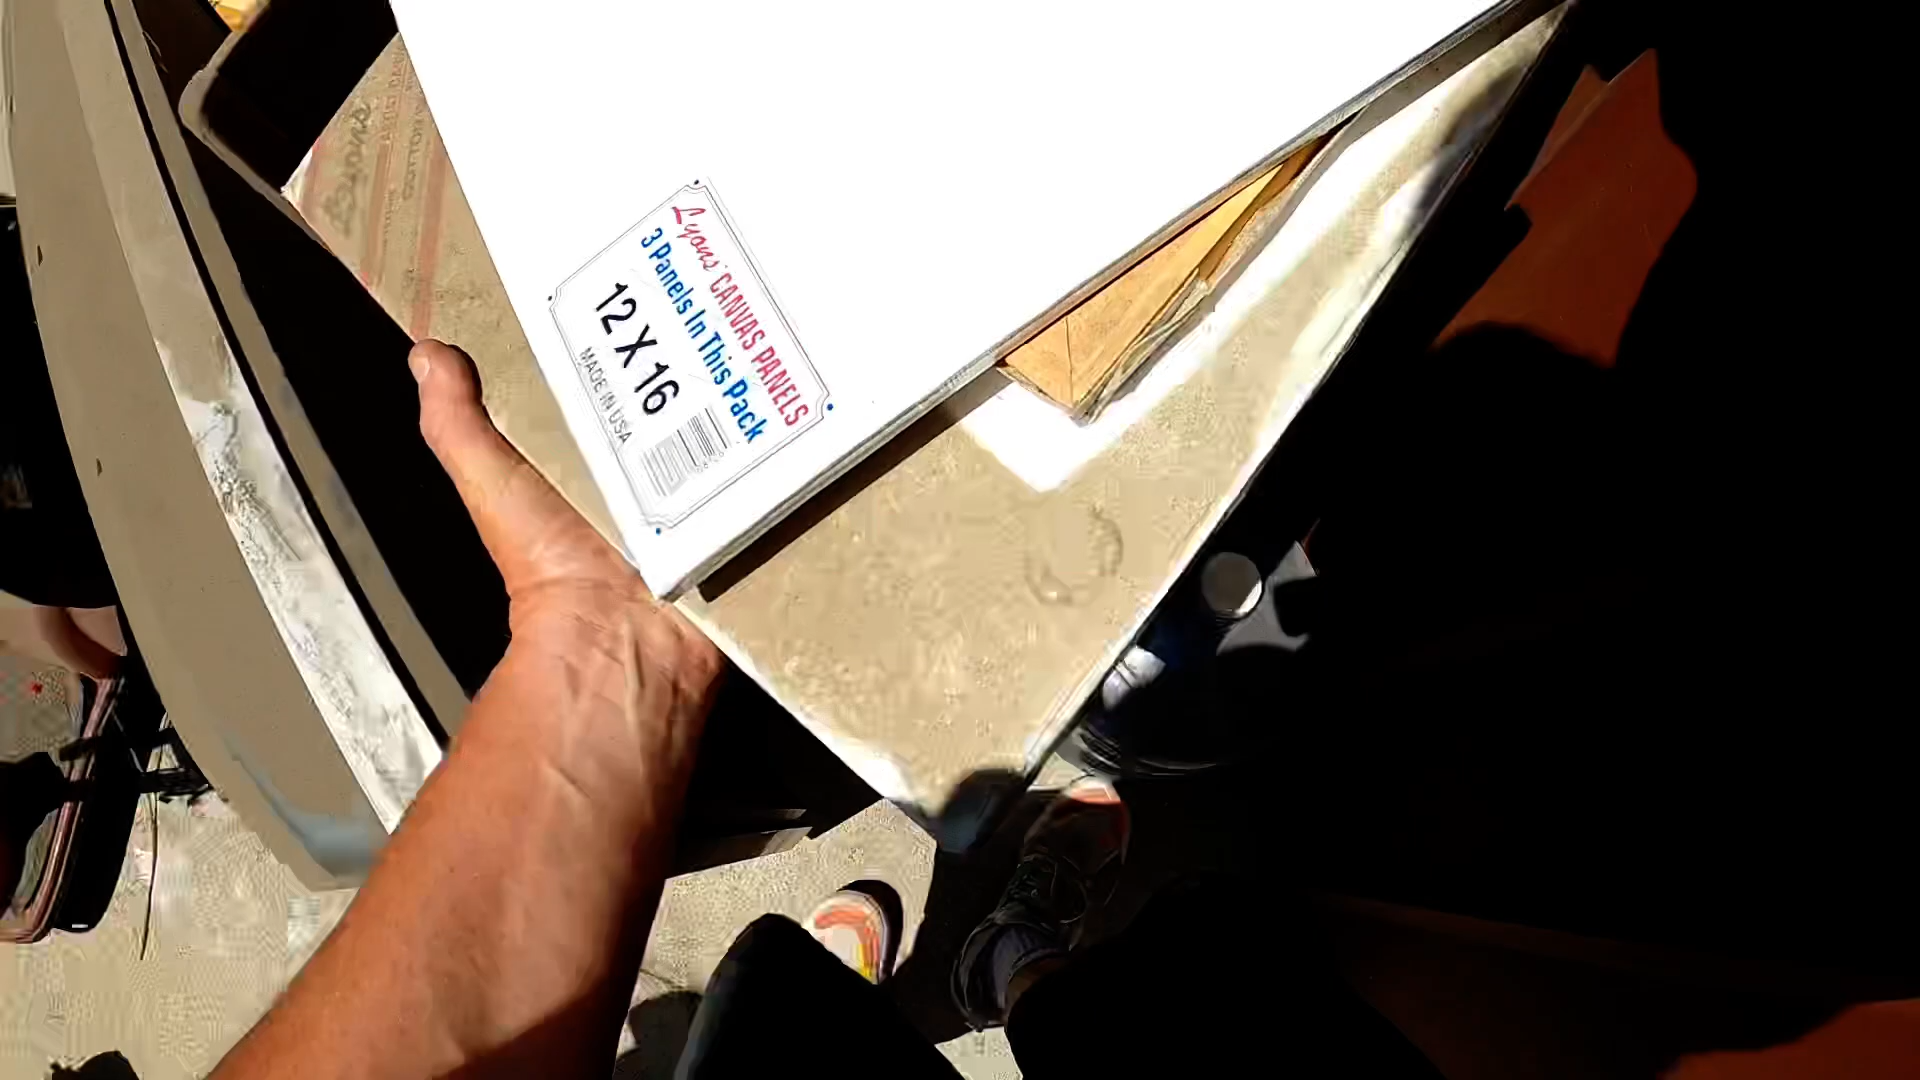 Lyons' CANVAS PANELS
3 Panels In This Pack
12 X 16
MADE IN USA